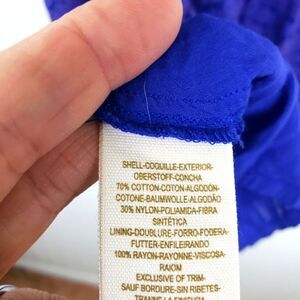 SHELL-COQUILLE-EXTERIOR-
OBERSTOFF-CONCHA
70% COTTON-COTON-ALGODÓN-
COTONE-BAUMWOLLE-ALGODÃO
30% NYLON-POLIAMIDA-FIBRA
SINTÉTICA
LINING-DOUBLURE-FORRO-FODERA-
FUTTER-ENFILEIRANDO-
100% RAYON-RAYONNE-VISCOSA-
RAIOM
EXCLUSIVE OF TRIM-
SAUF BORDURE-SIN RIBETES-